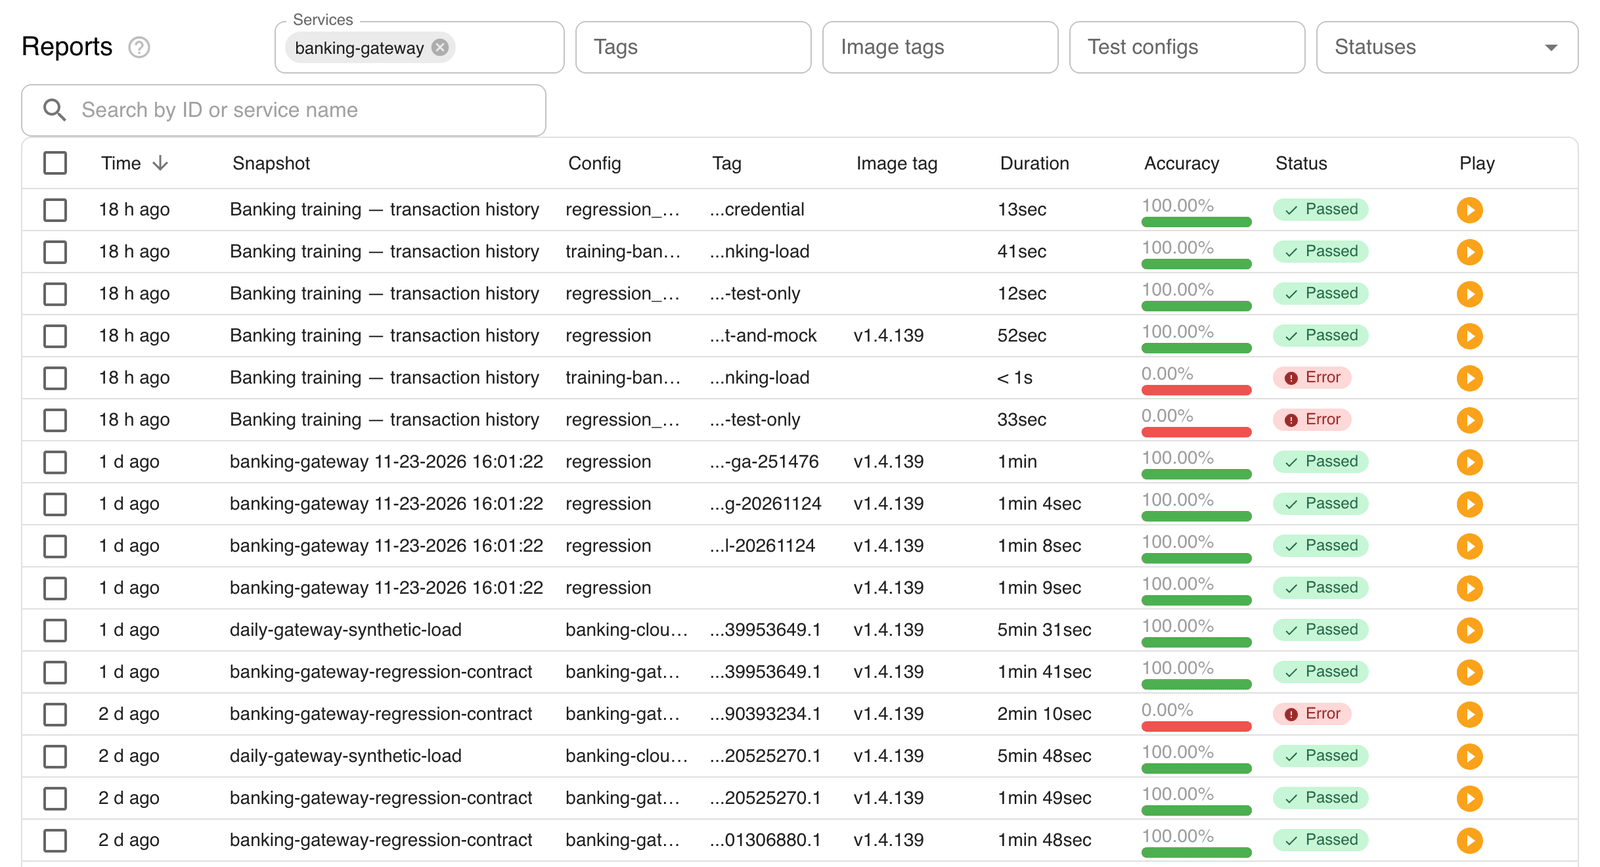 Reports
Services
banking-gateway
Tags
Image tags
Test configs
Statuses
Search by ID or service name
Time Snapshot Config Tag Image tag Duration Accuracy Status Play
18 h ago Banking training — transaction history regression_... ...credential 13sec 100.00% Passed
18 h ago Banking training — transaction history training-ban... ...nking-load 41sec 100.00% Passed
18 h ago Banking training — transaction history regression_... ...-test-only 12sec 100.00% Passed
18 h ago Banking training — transaction history regression ...t-and-mock v1.4.139 52sec 100.00% Passed
18 h ago Banking training — transaction history training-ban... ...nking-load < 1s 0.00% Error
18 h ago Banking training — transaction history regression_... ...-test-only 33sec 0.00% Error
1 d ago banking-gateway 11-23-2026 16:01:22 regression ...-ga-251476 v1.4.139 1min 100.00% Passed
1 d ago banking-gateway 11-23-2026 16:01:22 regression ...g-20261124 v1.4.139 1min 4sec 100.00% Passed
1 d ago banking-gateway 11-23-2026 16:01:22 regression ...l-20261124 v1.4.139 1min 8sec 100.00% Passed
1 d ago banking-gateway 11-23-2026 16:01:22 regression v1.4.139 1min 9sec 100.00% Passed
1 d ago daily-gateway-synthetic-load banking-clou... ...39953649.1 v1.4.139 5min 31sec 100.00% Passed
1 d ago banking-gateway-regression-contract banking-gat... ...39953649.1 v1.4.139 1min 41sec 100.00% Passed
2 d ago banking-gateway-regression-contract banking-gat... ...90393234.1 v1.4.139 2min 10sec 0.00% Error
2 d ago daily-gateway-synthetic-load banking-clou... ...20525270.1 v1.4.139 5min 48sec 100.00% Passed
2 d ago banking-gateway-regression-contract banking-gat... ...20525270.1 v1.4.139 1min 49sec 100.00% Passed
2 d ago banking-gateway-regression-contract banking-gat... ...01306880.1 v1.4.139 1min 48sec 100.00% Passed